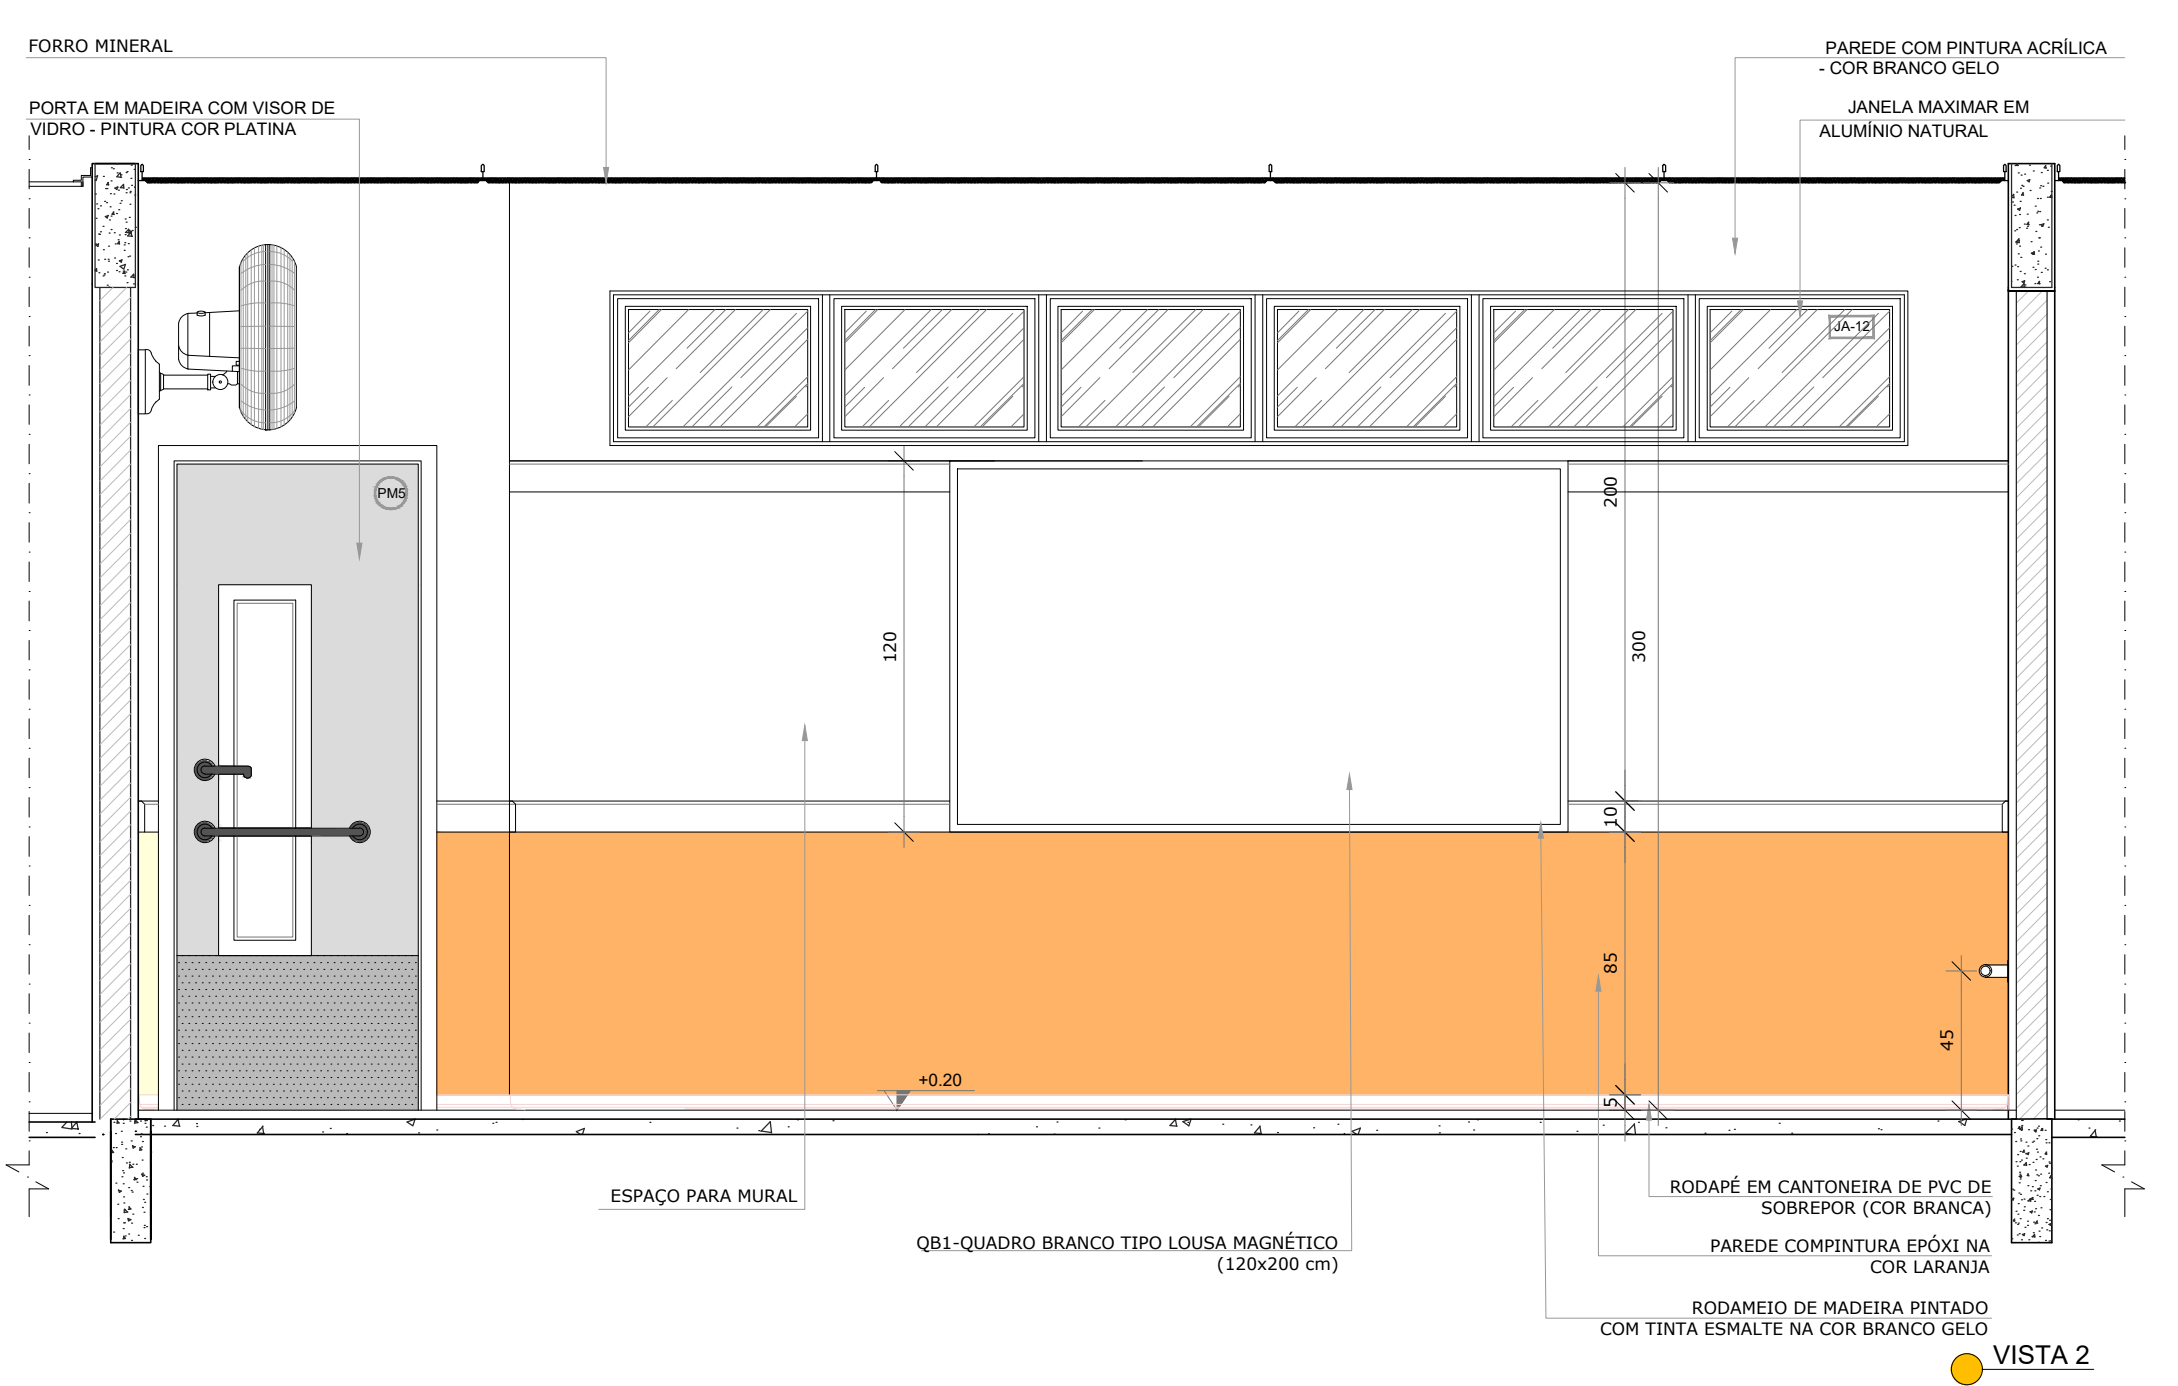 FORRO MINERAL
PAREDE COM PINTURA ACRÍLICA
- COR BRANCO GELO
PORTA EM MADEIRA COM VISOR DE
VIDRO - PINTURA COR PLATINA
JANELA MAXIMAR EM
ALUMÍNIO NATURAL
JA-12
PM5
200
120
300
10
85
45
+0.20
5
ESPAÇO PARA MURAL
RODAPÉ EM CANTONEIRA DE PVC DE
SOBREPOR (COR BRANCA)
QB1-QUADRO BRANCO TIPO LOUSA MAGNÉTICO
(120x200 cm)
PAREDE COMPINTURA EPÓXI NA
COR LARANJA
RODAMEIO DE MADEIRA PINTADO
COM TINTA ESMALTE NA COR BRANCO GELO
VISTA 2